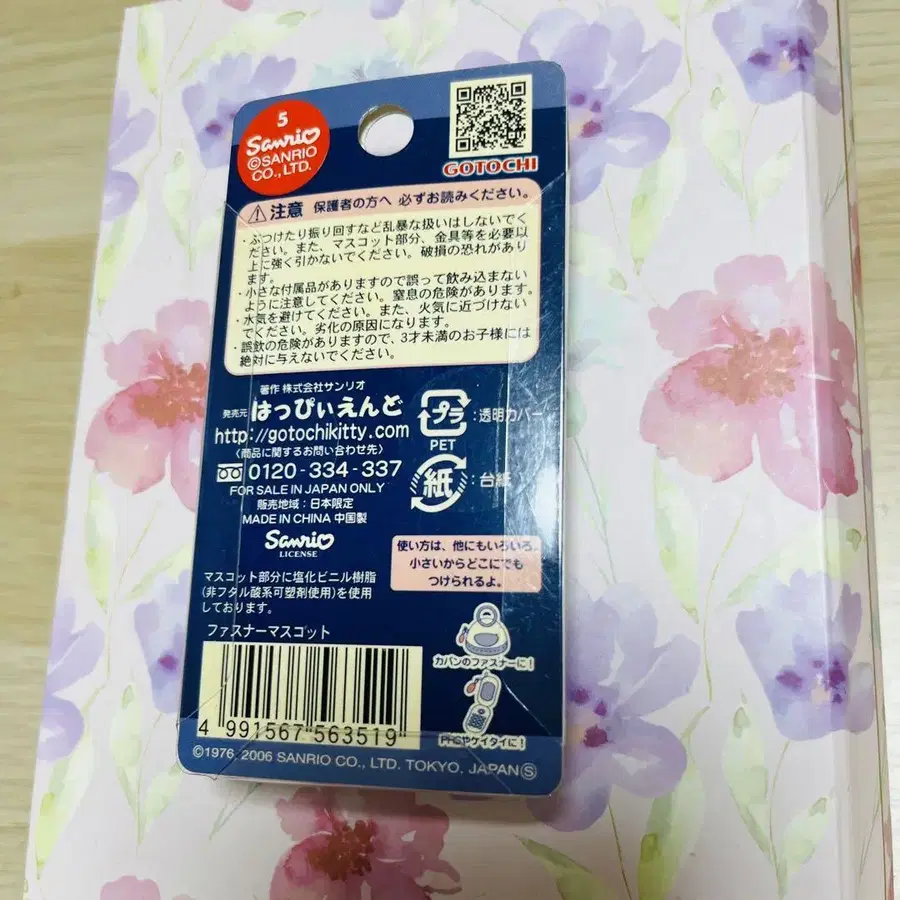 5
Sanrio
©SANRIO
CO., LTD.
GOTOCHI
⚠注意 保護者の方へ 必ずお読みください。
・ぶつけたり振り回すなど乱暴な扱いはしないでく
ださい。また、マスコット部分、金具等を必要以
上に強く引かないでください。破損の恐れがあり
ます。
・小さな付属品がありますので誤って飲み込まない
ように注意してください。窒息の危険があります。
・水気を避けてください。また、火気に近づけない
でください。劣化の原因になります。
・誤飲の危険がありますので、3才未満のお子様には
絶対に与えないでください。
著作 株式会社サンリオ
発売元 はっぴぃえんど
http://gotochikitty.com
〈商品に関するお問い合わせ先〉
0120-334-337
FOR SALE IN JAPAN ONLY
販売地域:日本限定
MADE IN CHINA 中国製
Sanrio
LICENSE
プラ:透明カバー
PET
紙:台紙
マスコット部分に塩化ビニル樹脂
(非フタル酸系可塑剤使用)を使用
しております。
ファスナーマスコット
使い方は、他にもいろいろ。
小さいからどこにでも
つけられるよ。
カバンのファスナーに!
PHSやケイタイに!
4 991567 563519
©1976, 2006 SANRIO CO., LTD. TOKYO, JAPAN Ⓢ